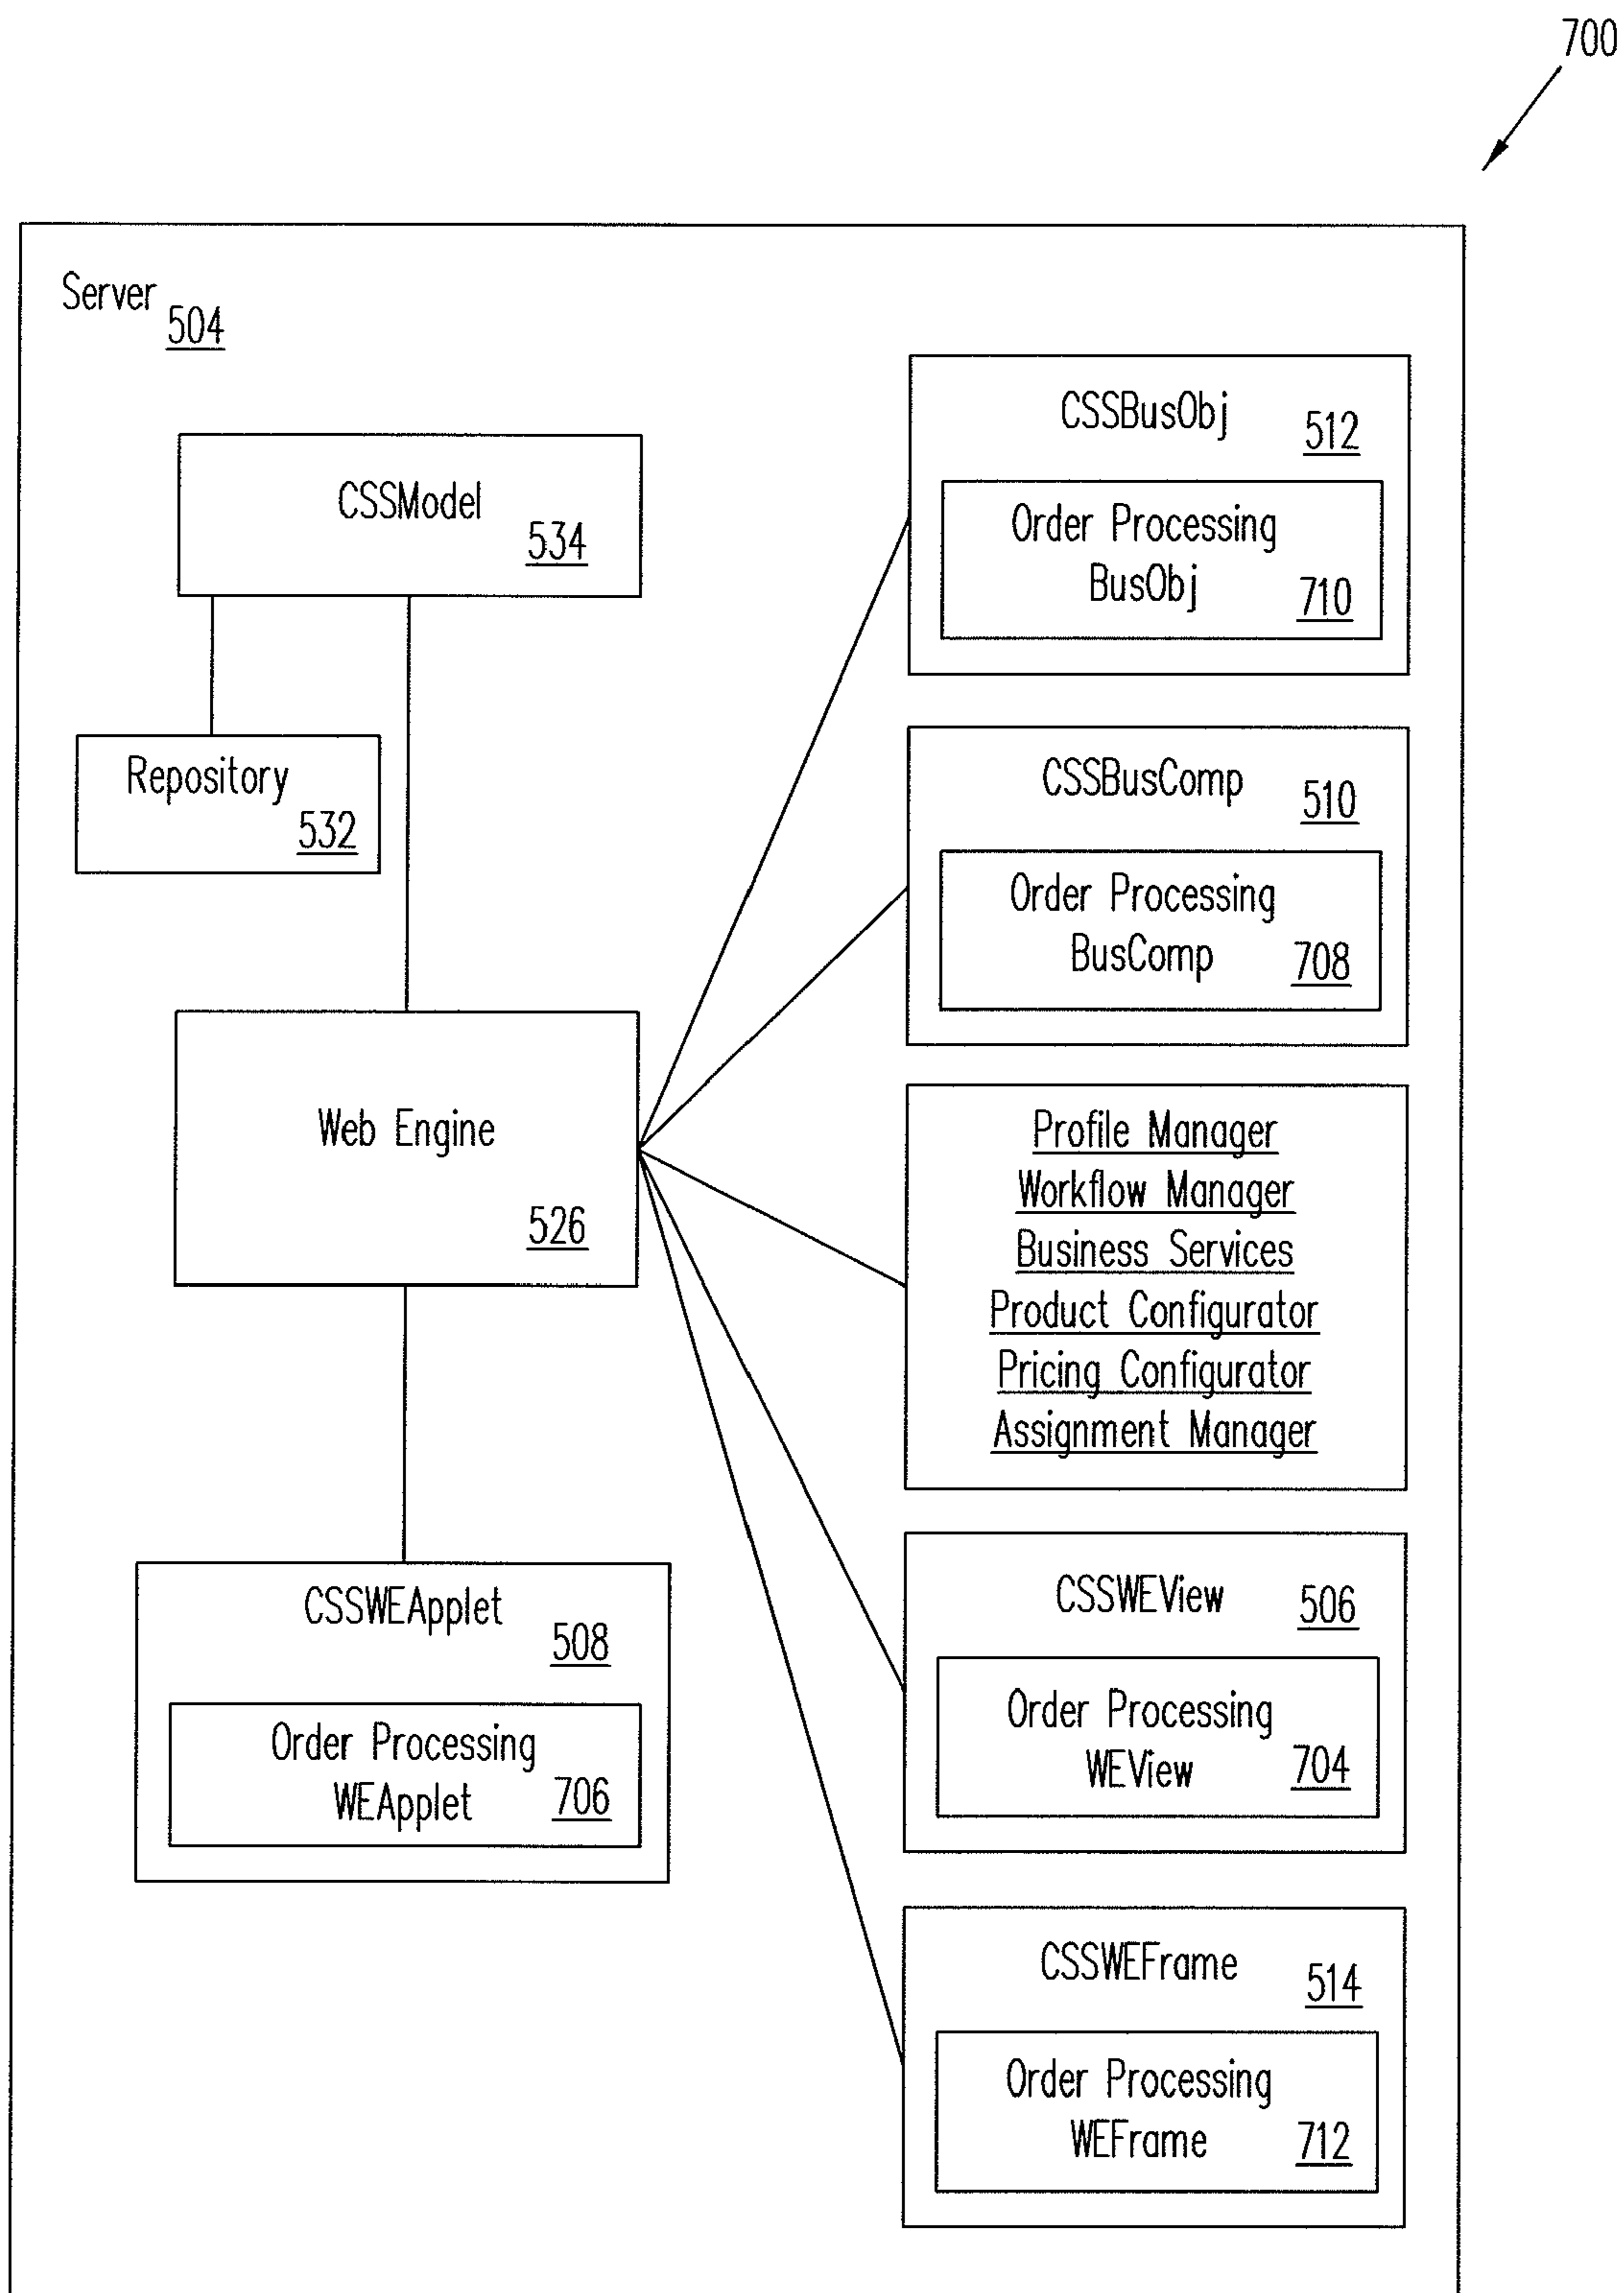 700
Server
504
CSSModel
534
Repository
532
Web Engine
526
CSSWEApplet
508
Order Processing
WEApplet
706
CSSBusObj
512
Order Processing
BusObj
710
CSSBusComp
510
Order Processing
BusComp
708
Profile Manager
Workflow Manager
Business Services
Product Configurator
Pricing Configurator
Assignment Manager
CSSWEView
506
Order Processing
WEView
704
CSSWEFrame
514
Order Processing
WEFrame
712